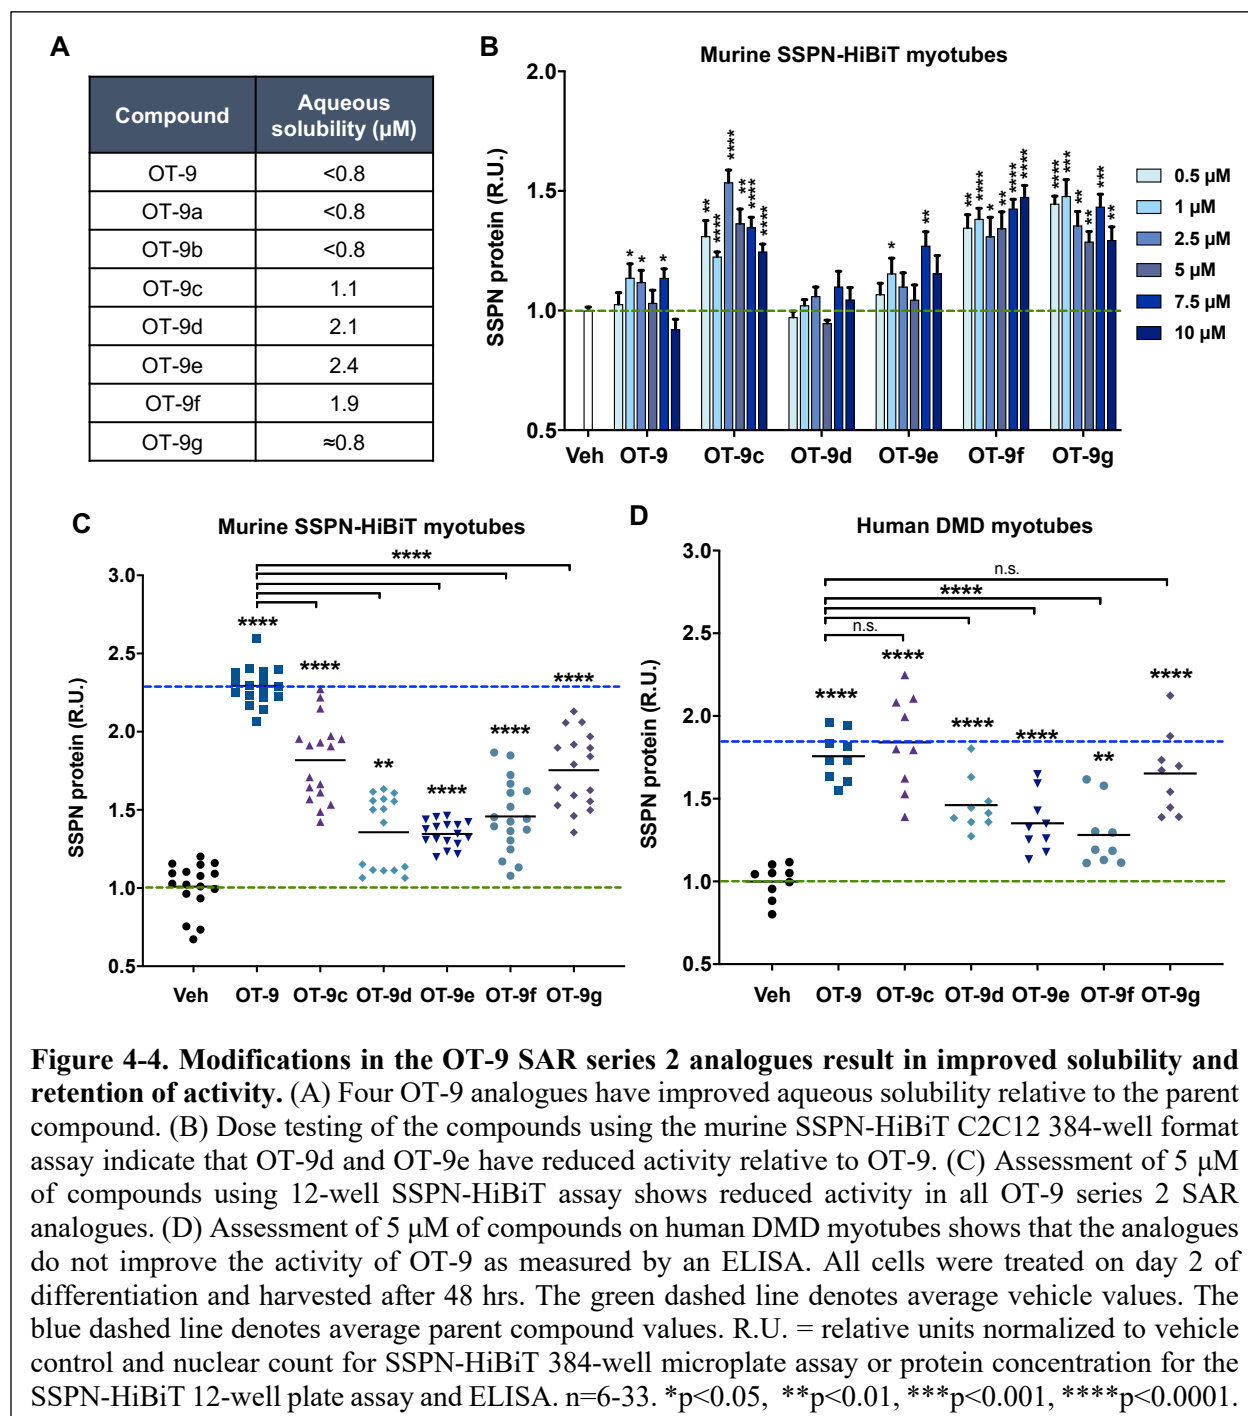 A
Compound Aqueous solubility (µM)
OT-9 <0.8
OT-9a <0.8
OT-9b <0.8
OT-9c 1.1
OT-9d 2.1
OT-9e 2.4
OT-9f 1.9
OT-9g ≈0.8
B
Murine SSPN-HiBiT myotubes
SSPN protein (R.U.)
2.0
1.5
1.0
0.5
* * * ** **** **** ** **** **** * ** ** **** * ** **** **** **** *** ** ** *** **
0.5 µM
1 µM
2.5 µM
5 µM
7.5 µM
10 µM
Veh OT-9 OT-9c OT-9d OT-9e OT-9f OT-9g
C
Murine SSPN-HiBiT myotubes
SSPN protein (R.U.)
3.0
2.5
2.0
1.5
1.0
0.5
****
**** **** ** **** **** ****
Veh OT-9 OT-9c OT-9d OT-9e OT-9f OT-9g
D
Human DMD myotubes
SSPN protein (R.U.)
3.0
2.5
2.0
1.5
1.0
0.5
n.s.
****
n.s.
**** **** **** **** ** ****
Veh OT-9 OT-9c OT-9d OT-9e OT-9f OT-9g
Figure 4-4. Modifications in the OT-9 SAR series 2 analogues result in improved solubility and
retention of activity. (A) Four OT-9 analogues have improved aqueous solubility relative to the parent
compound. (B) Dose testing of the compounds using the murine SSPN-HiBiT C2C12 384-well format
assay indicate that OT-9d and OT-9e have reduced activity relative to OT-9. (C) Assessment of 5 µM
of compounds using 12-well SSPN-HiBiT assay shows reduced activity in all OT-9 series 2 SAR
analogues. (D) Assessment of 5 µM of compounds on human DMD myotubes shows that the analogues
do not improve the activity of OT-9 as measured by an ELISA. All cells were treated on day 2 of
differentiation and harvested after 48 hrs. The green dashed line denotes average vehicle values. The
blue dashed line denotes average parent compound values. R.U. = relative units normalized to vehicle
control and nuclear count for SSPN-HiBiT 384-well microplate assay or protein concentration for the
SSPN-HiBiT 12-well plate assay and ELISA. n=6-33. *p<0.05, **p<0.01, ***p<0.001, ****p<0.0001.